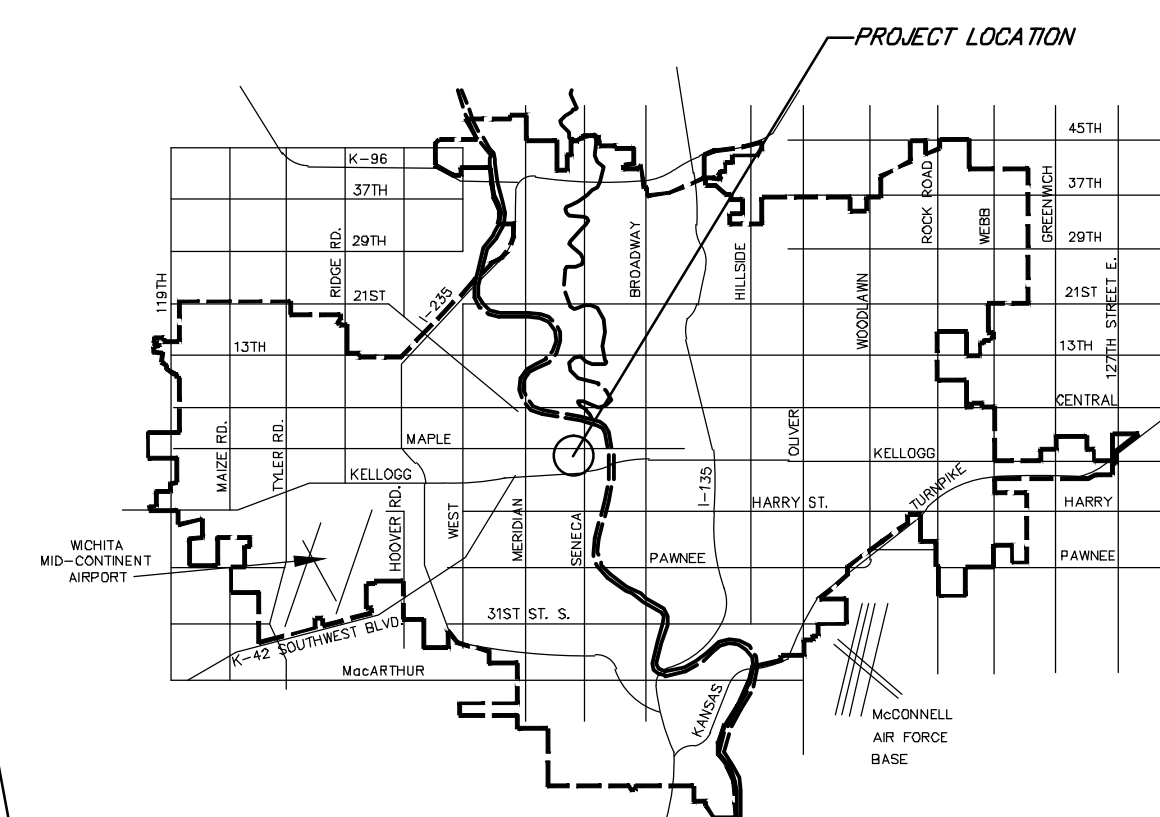 PROJECT LOCATION
45TH
K-96
37TH
37TH
29TH
29TH
RIDGE RD.
BROADWAY
HILLSIDE
ROCK ROAD
WEBB
GREENWICH
119TH
21ST
I-235
WOODLAWN
21ST
127TH STREET E.
13TH
13TH
CENTRAL
MAIZE RD.
TYLER RD.
MAPLE
OLIVER
KELLOGG
KELLOGG
HOOVER RD.
WEST
MERIDIAN
SENECA
I-135
HARRY ST.
TURNPIKE
HARRY
WICHITA
MID-CONTINENT
AIRPORT
PAWNEE
PAWNEE
31ST ST. S.
K-42 SOUTHWEST BLVD.
MacARTHUR
KANSAS
McCONNELL
AIR FORCE
BASE